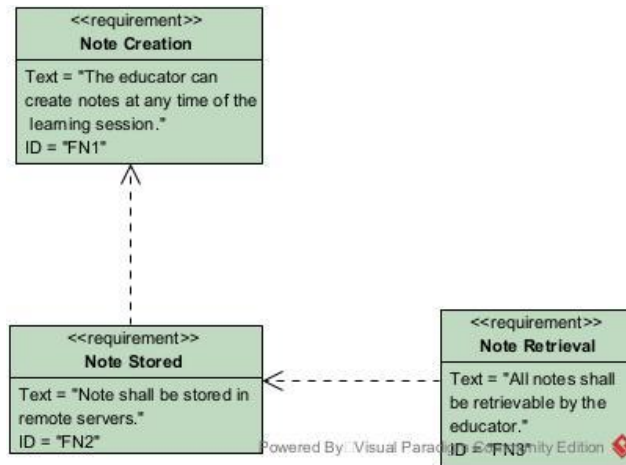 <<requirement>>
Note Creation
Text = "The educator can
create notes at any time of the
learning session."
ID = "FN1"
<<requirement>>
Note Stored
Text = "Note shall be stored in
remote servers."
ID = "FN2"
<<requirement>>
Note Retrieval
Text = "All notes shall
be retrievable by the
educator."
ID = "FN3"
Powered By Visual Paradigm Community Edition